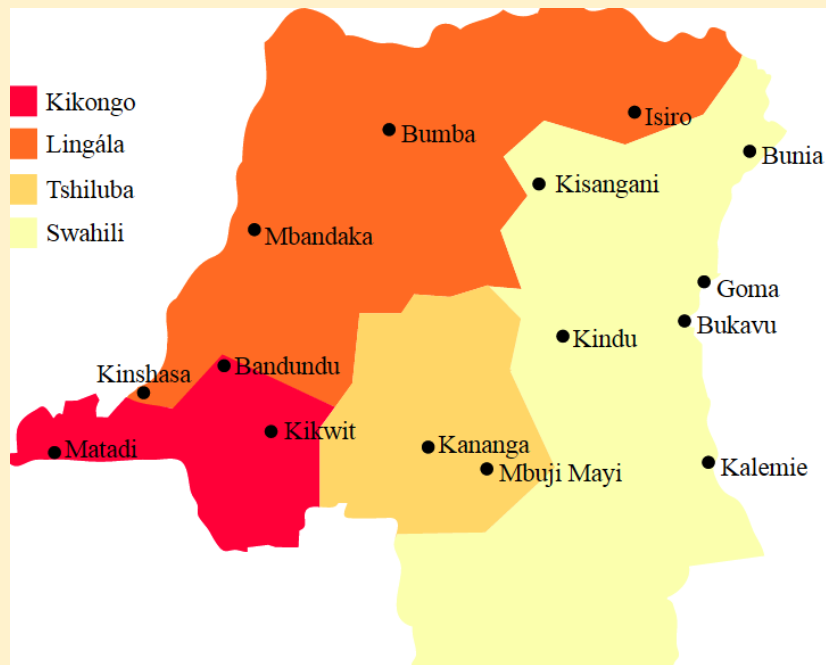 Kikongo
Lingála
Tshiluba
Swahili
Isiro
Bumba
Bunia
Kisangani
Mbandaka
Goma
Bukavu
Kindu
Bandundu
Kinshasa
Kikwit
Kananga
Matadi
Mbuji Mayi
Kalemie